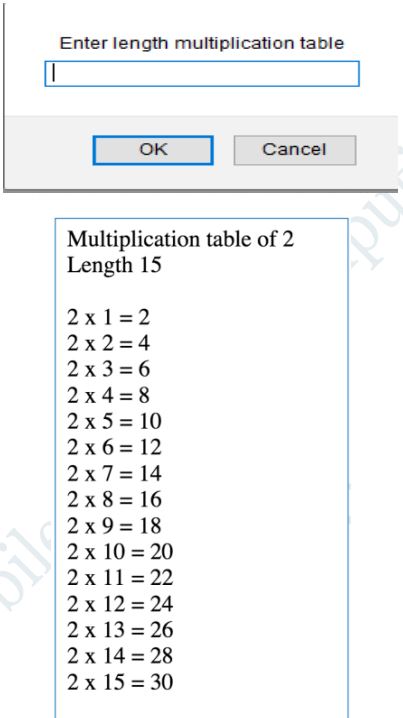 Enter length multiplication table
OK Cancel
Multiplication table of 2
Length 15
2 x 1 = 2
2 x 2 = 4
2 x 3 = 6
2 x 4 = 8
2 x 5 = 10
2 x 6 = 12
2 x 7 = 14
2 x 8 = 16
2 x 9 = 18
2 x 10 = 20
2 x 11 = 22
2 x 12 = 24
2 x 13 = 26
2 x 14 = 28
2 x 15 = 30